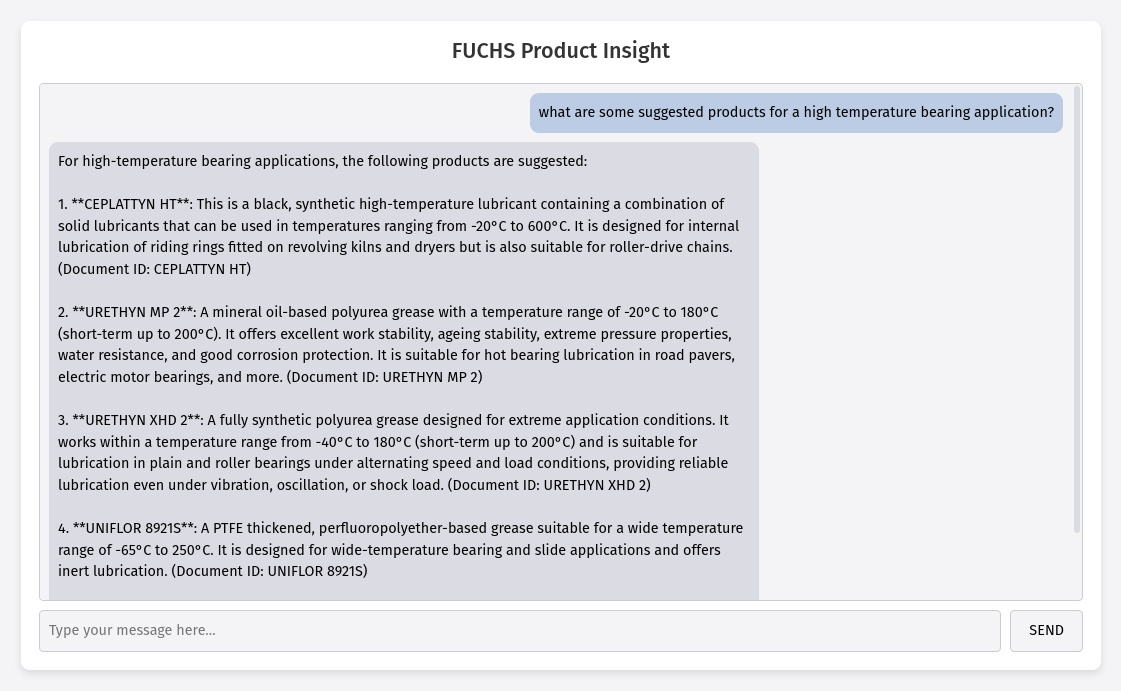 FUCHS Product Insight
what are some suggested products for a high temperature bearing application?
For high-temperature bearing applications, the following products are suggested:
1. **CEPLATTYN HT**: This is a black, synthetic high-temperature lubricant containing a combination of
solid lubricants that can be used in temperatures ranging from -20°C to 600°C. It is designed for internal
lubrication of riding rings fitted on revolving kilns and dryers but is also suitable for roller-drive chains.
(Document ID: CEPLATTYN HT)
2. **URETHYN MP 2**: A mineral oil-based polyurea grease with a temperature range of -20°C to 180°C
(short-term up to 200°C). It offers excellent work stability, ageing stability, extreme pressure properties,
water resistance, and good corrosion protection. It is suitable for hot bearing lubrication in road pavers,
electric motor bearings, and more. (Document ID: URETHYN MP 2)
3. **URETHYN XHD 2**: A fully synthetic polyurea grease designed for extreme application conditions. It
works within a temperature range from -40°C to 180°C (short-term up to 200°C) and is suitable for
lubrication in plain and roller bearings under alternating speed and load conditions, providing reliable
lubrication even under vibration, oscillation, or shock load. (Document ID: URETHYN XHD 2)
4. **UNIFLOR 8921S**: A PTFE thickened, perfluoropolyether-based grease suitable for a wide temperature
range of -65°C to 250°C. It is designed for wide-temperature bearing and slide applications and offers
inert lubrication. (Document ID: UNIFLOR 8921S)
Type your message here...
SEND